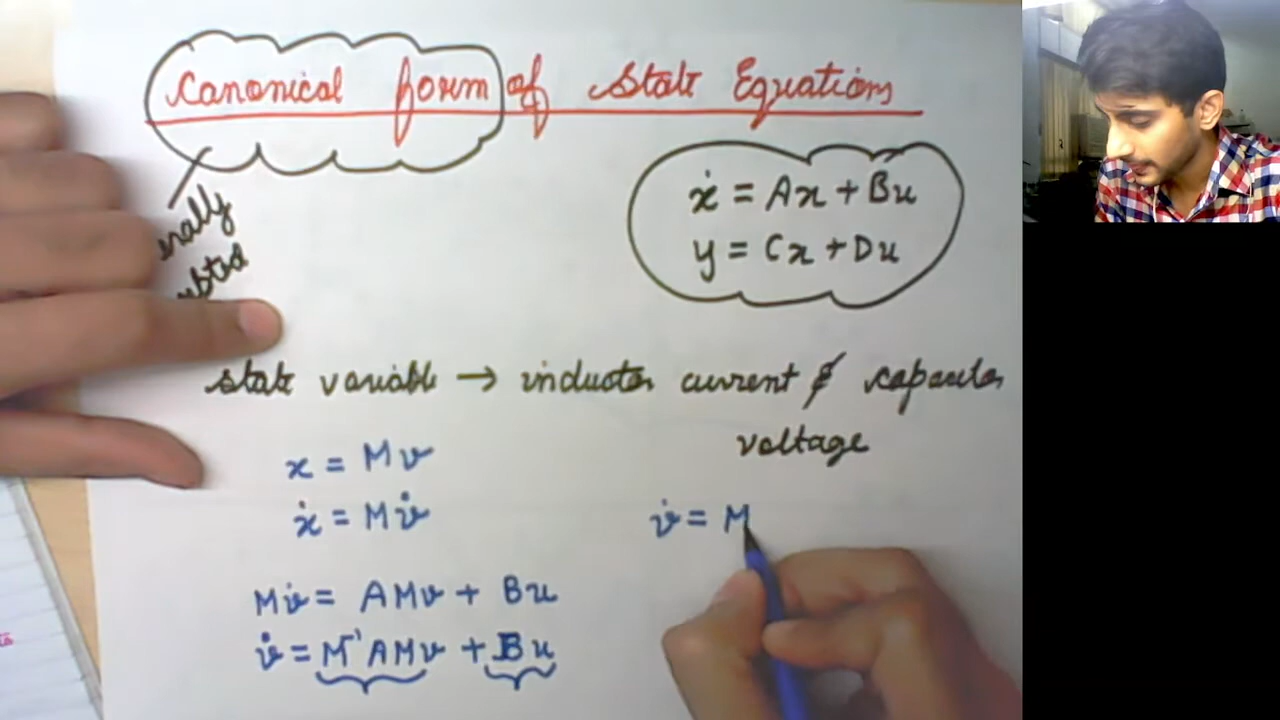 Canonical form of State Equations
ẋ = Ax + Bu
y = Cx + Du
state variable → inductor current & capacitor
voltage
x = Mv
ẋ = Mv̇
Mv̇ = AMv + Bu
v̇ = M⁻¹AMv + Bu
v̇ = M